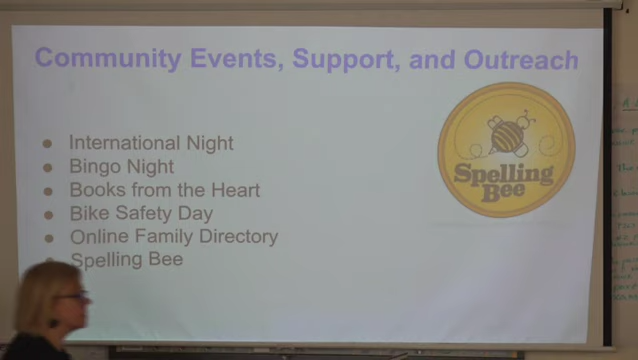 Community Events, Support, and Outreach
● International Night
● Bingo Night
● Books from the Heart
● Bike Safety Day
● Online Family Directory
● Spelling Bee
Spelling
Bee